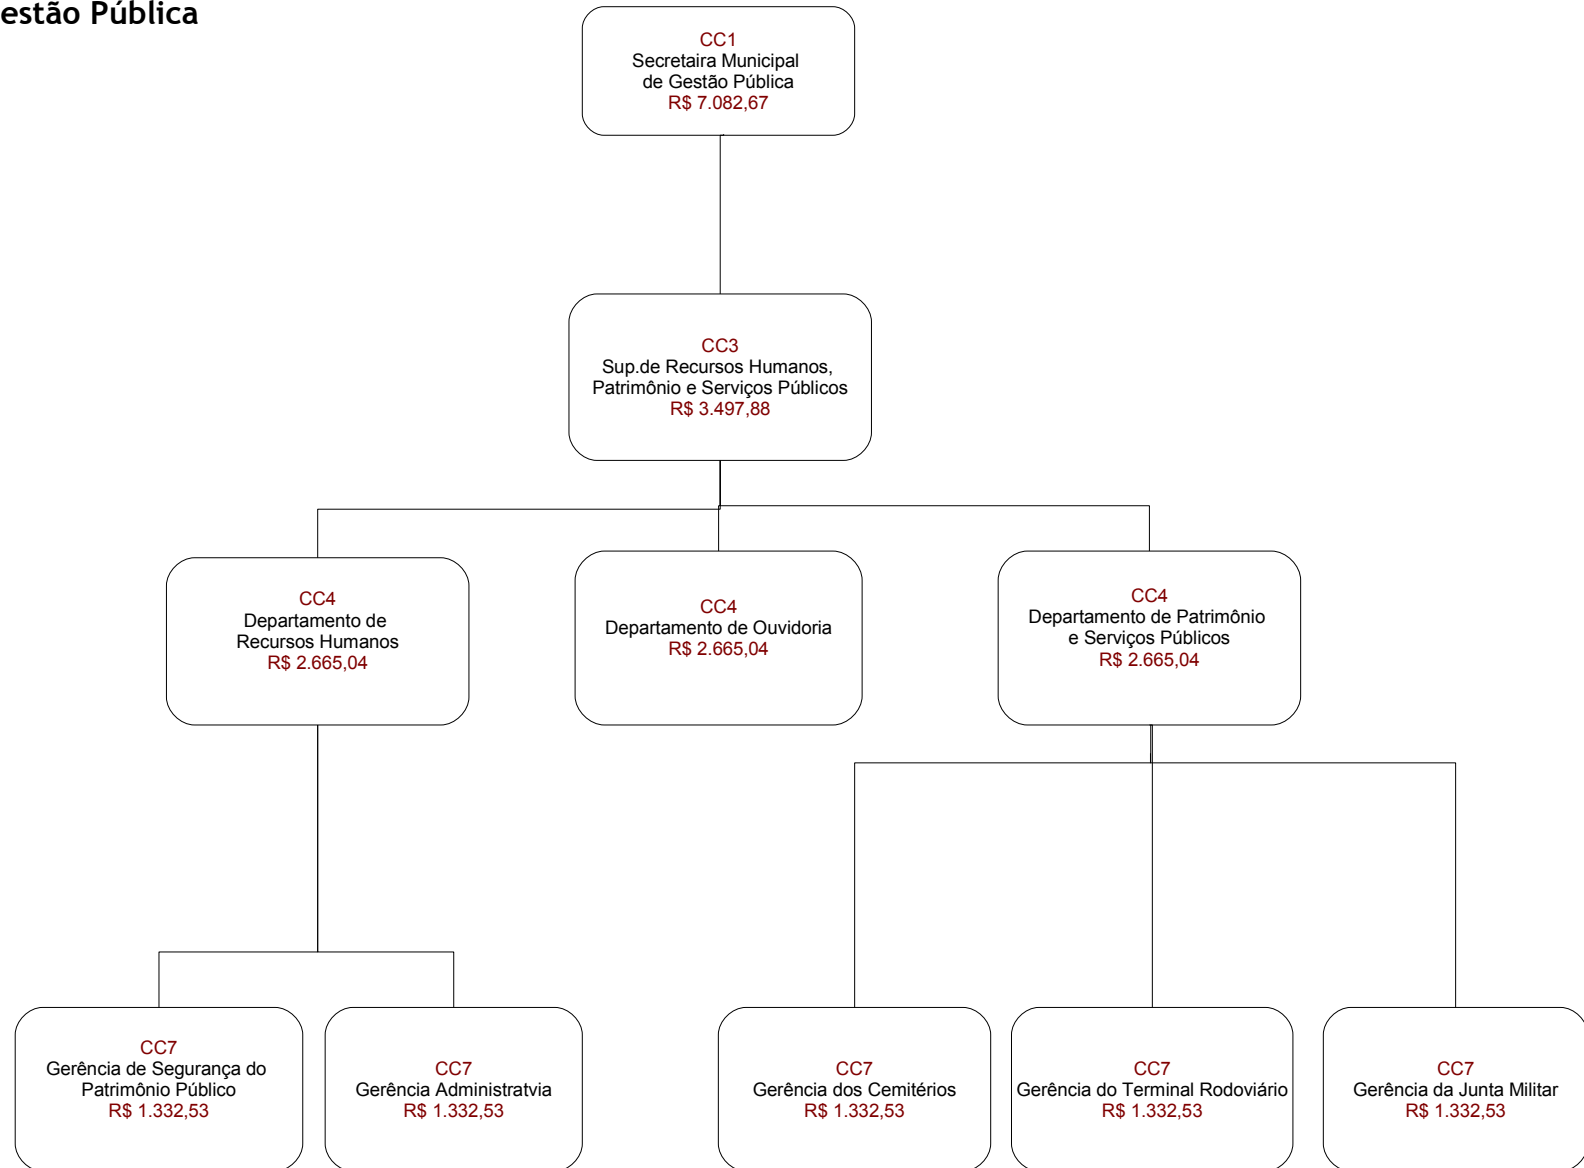 estão Pública
CC1
Secretaira Municipal
de Gestão Pública
R$ 7.082,67
CC3
Sup.de Recursos Humanos,
Patrimônio e Serviços Públicos
R$ 3.497,88
CC4
Departamento de
Recursos Humanos
R$ 2.665,04
CC4
Departamento de Ouvidoria
R$ 2.665,04
CC4
Departamento de Patrimônio
e Serviços Públicos
R$ 2.665,04
CC7
Gerência de Segurança do
Patrimônio Público
R$ 1.332,53
CC7
Gerência Administratvia
R$ 1.332,53
CC7
Gerência dos Cemitérios
R$ 1.332,53
CC7
Gerência do Terminal Rodoviário
R$ 1.332,53
CC7
Gerência da Junta Militar
R$ 1.332,53